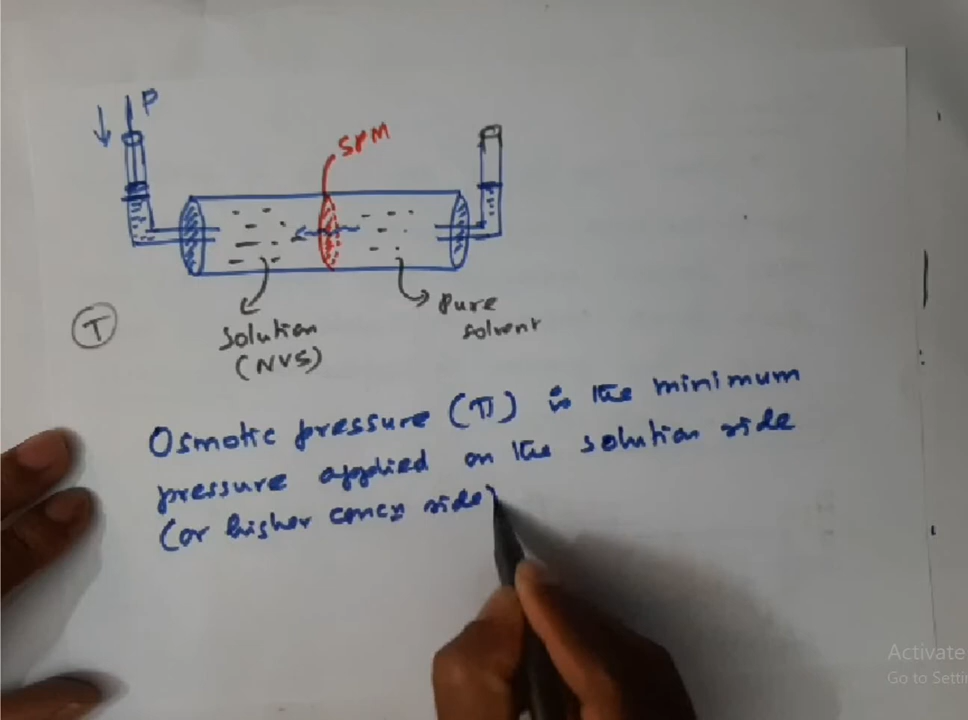 P
SPM
Pure
solvent
T
Solution
(NVS)
Osmotic pressure (π) is the minimum
pressure applied on the solution side
(or higher concn side)
Activate
Go to Settin